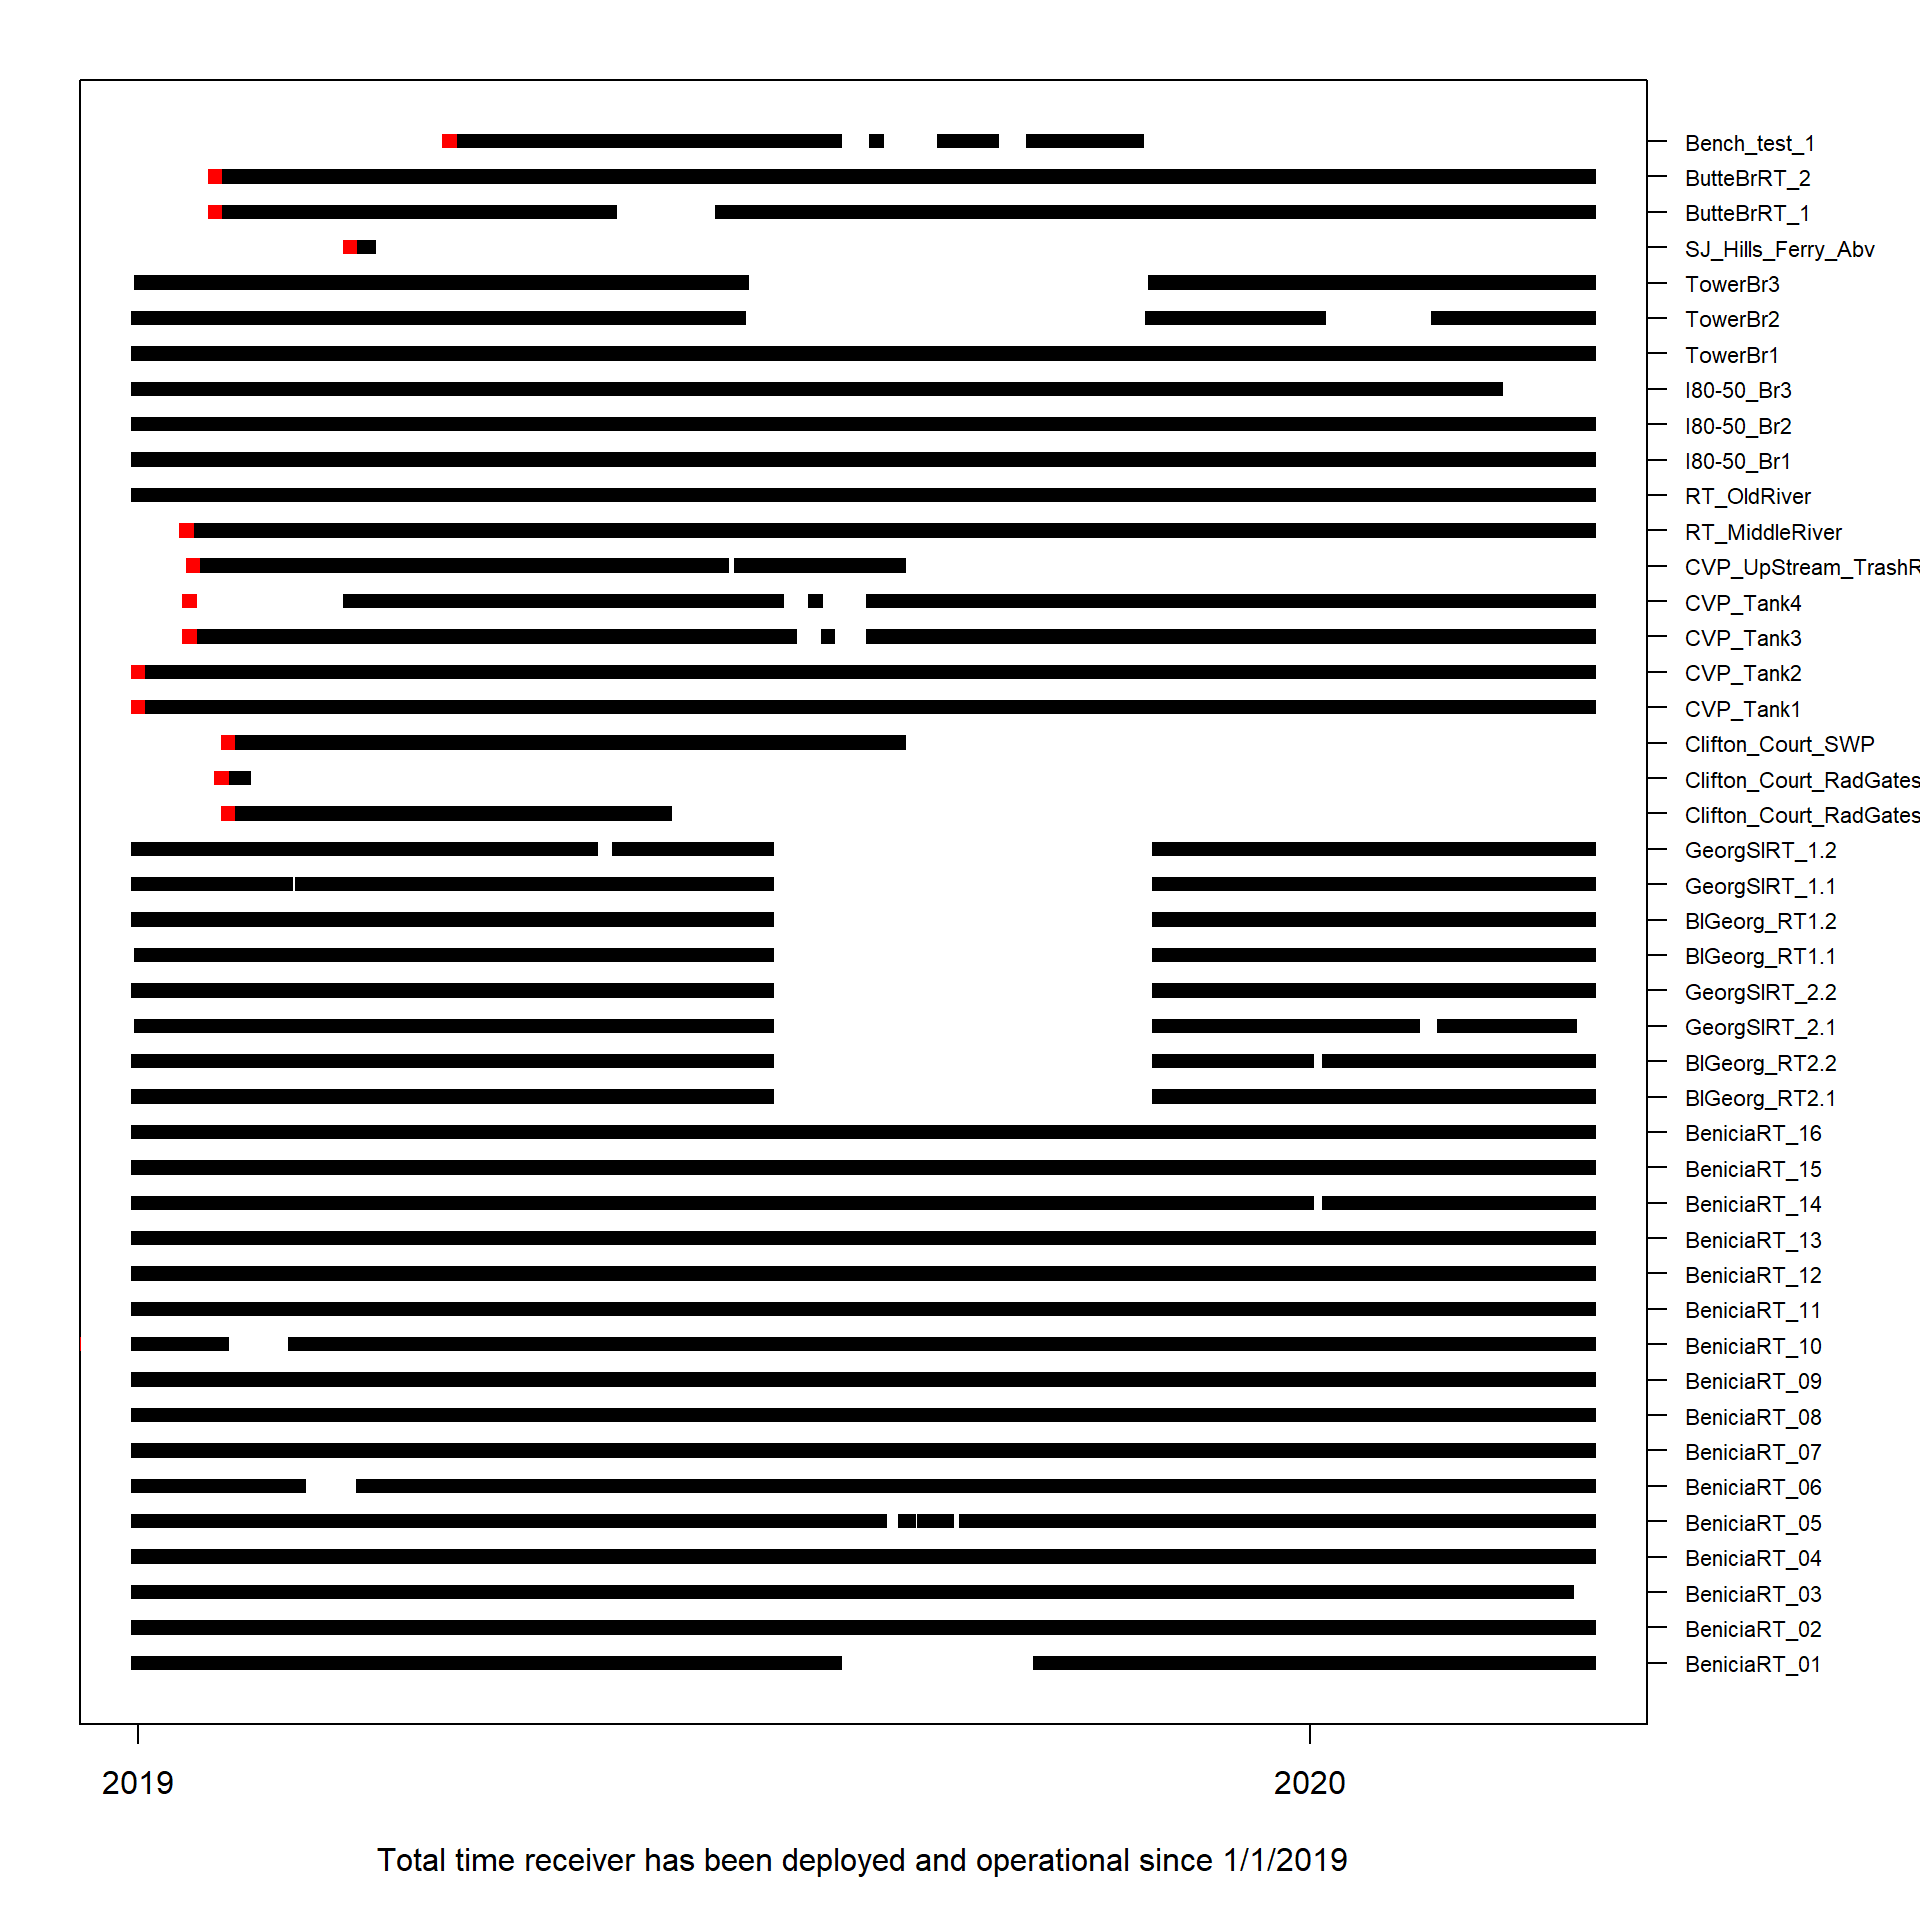 Bench_test_1
ButteBrRT_2
ButteBrRT_1
SJ_Hills_Ferry_Abv
TowerBr3
TowerBr2
TowerBr1
I80-50_Br3
I80-50_Br2
I80-50_Br1
RT_OldRiver
RT_MiddleRiver
CVP_UpStream_TrashR
CVP_Tank4
CVP_Tank3
CVP_Tank2
CVP_Tank1
Clifton_Court_SWP
Clifton_Court_RadGates
Clifton_Court_RadGates
GeorgSlRT_1.2
GeorgSlRT_1.1
BlGeorg_RT1.2
BlGeorg_RT1.1
GeorgSlRT_2.2
GeorgSlRT_2.1
BlGeorg_RT2.2
BlGeorg_RT2.1
BeniciaRT_16
BeniciaRT_15
BeniciaRT_14
BeniciaRT_13
BeniciaRT_12
BeniciaRT_11
BeniciaRT_10
BeniciaRT_09
BeniciaRT_08
BeniciaRT_07
BeniciaRT_06
BeniciaRT_05
BeniciaRT_04
BeniciaRT_03
BeniciaRT_02
BeniciaRT_01
2019 2020
Total time receiver has been deployed and operational since 1/1/2019